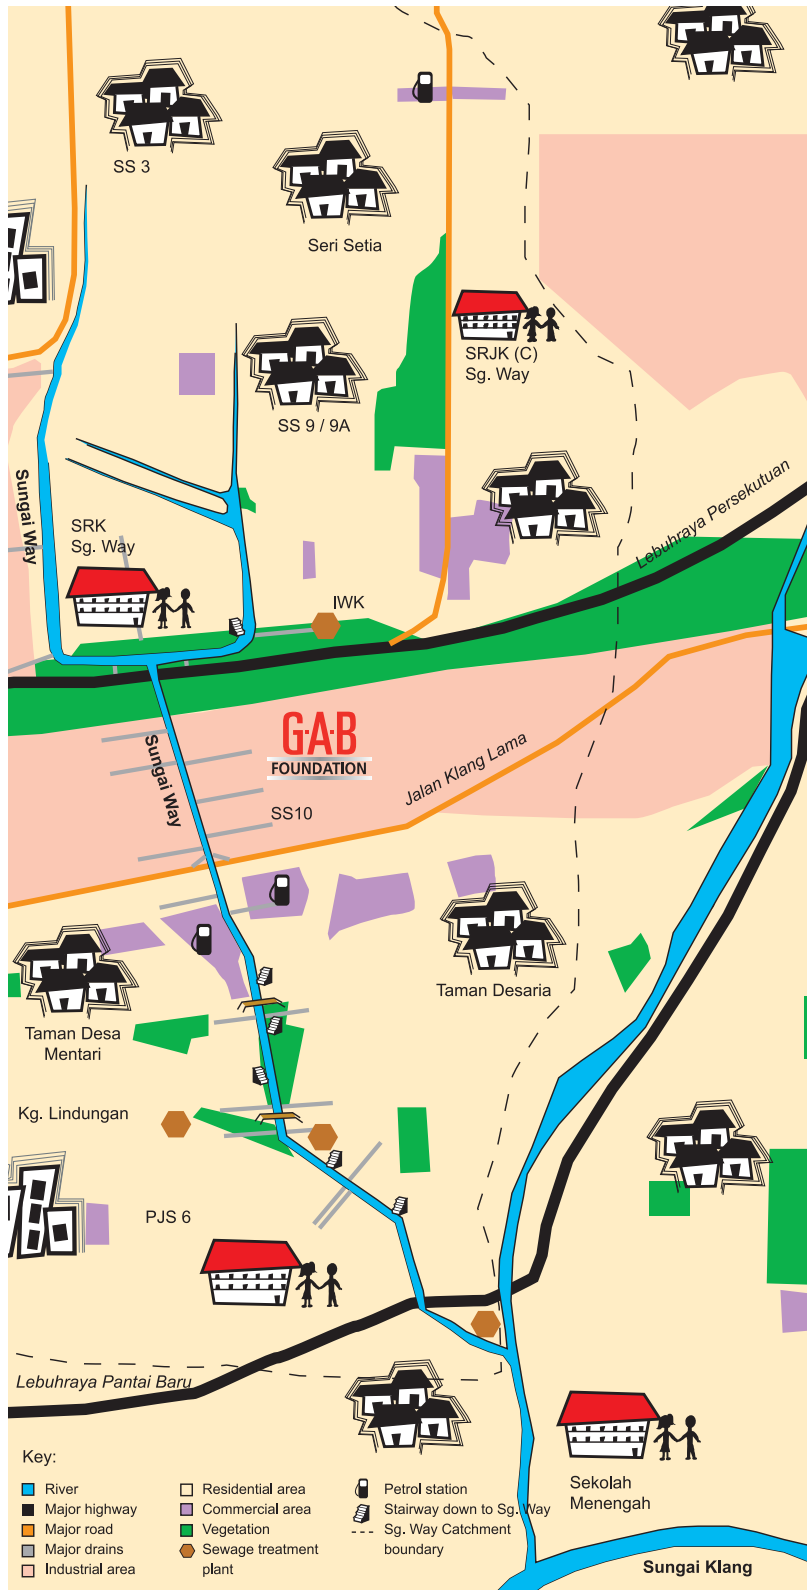 SS 3
Seri Setia
SRJK (C)
Sg. Way
SS 9 / 9A
Sungai Way
SRK
Sg. Way
Lebuhraya Persekutuan
IWK
G·A·B
FOUNDATION
Sungai Way
Jalan Klang Lama
SS10
Taman Desaria
Taman Desa
Mentari
Kg. Lindungan
PJS 6
Lebuhraya Pantai Baru
Sekolah
Menengah
Sungai Klang
Key:
River
Major highway
Major road
Major drains
Industrial area
Residential area
Commercial area
Vegetation
Sewage treatment
plant
Petrol station
Stairway down to Sg. Way
Sg. Way Catchment
boundary